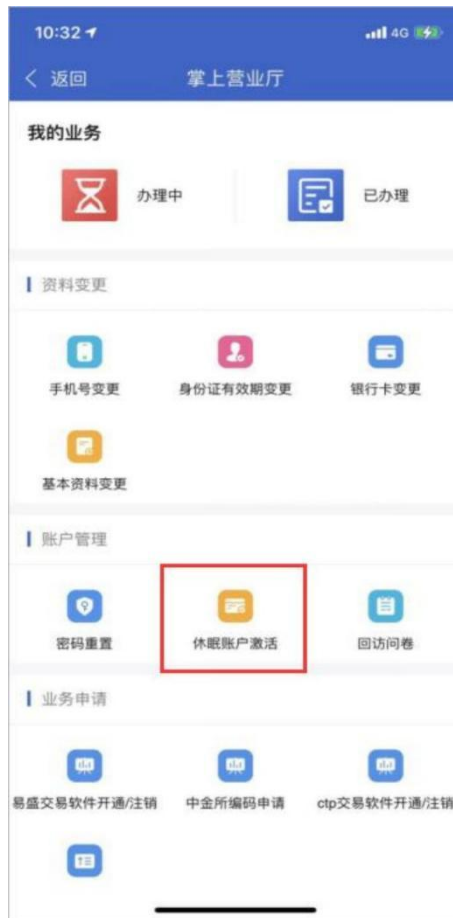 10:32 4G
返回 掌上营业厅
我的业务
办理中 已办理
资料变更
手机号变更 身份证有效期变更 银行卡变更
基本资料变更
账户管理
密码重置 休眠账户激活 回访问卷
业务申请
易盛交易软件开通/注销 中金所编码申请 ctp交易软件开通/注销